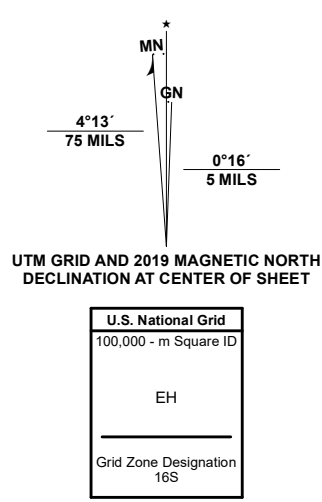 MN
GN
4°13´
75 MILS
0°16´
5 MILS
UTM GRID AND 2019 MAGNETIC NORTH
DECLINATION AT CENTER OF SHEET
U.S. National Grid
100,000 - m Square ID
EH
Grid Zone Designation
16S